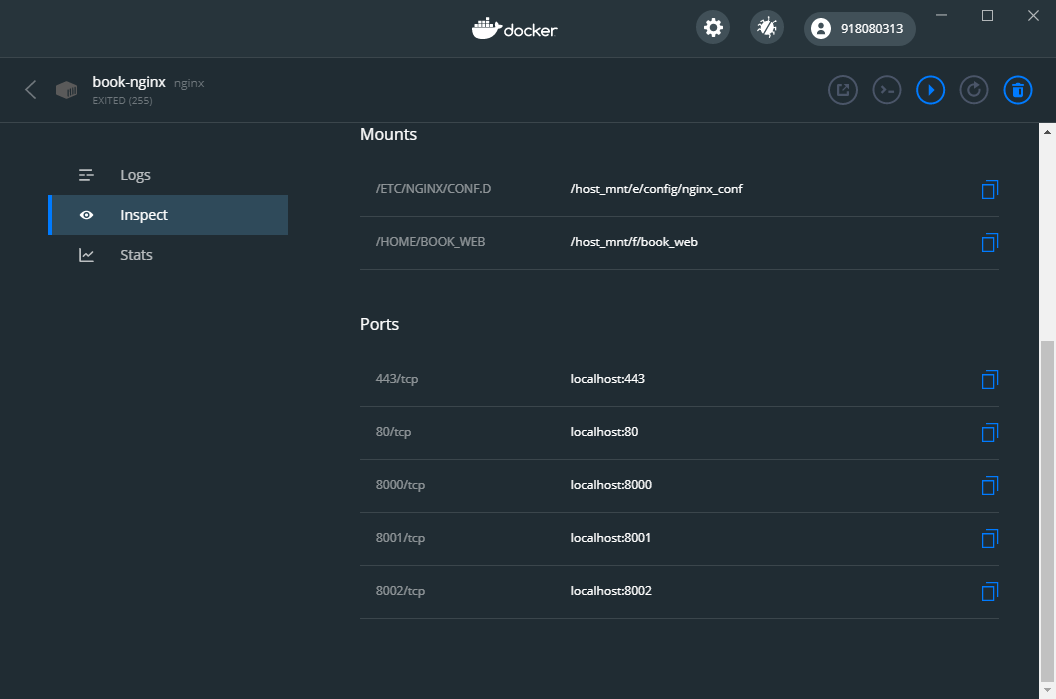 docker
918080313
book-nginx nginx
EXITED (255)
Logs
Inspect
Stats
Mounts
/ETC/NGINX/CONF.D /host_mnt/e/config/nginx_conf
/HOME/BOOK_WEB /host_mnt/f/book_web
Ports
443/tcp localhost:443
80/tcp localhost:80
8000/tcp localhost:8000
8001/tcp localhost:8001
8002/tcp localhost:8002